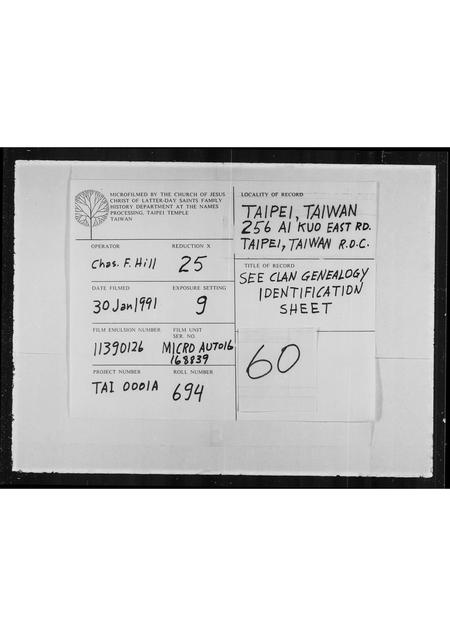 MICROFILMED BY THE CHURCH OF JESUS
CHRIST OF LATTER-DAY SAINTS FAMILY
HISTORY DEPARTMENT AT THE NAMES
PROCESSING, TAIPEI TEMPLE
TAIWAN
OPERATOR
REDUCTION X
Chas. F. Hill
25
DATE FILMED
EXPOSURE SETTING
30 Jan 1991
9
FILM EMULSION NUMBER
FILM UNIT
SER. NO
11390126
MICRO AUTO16
168839
PROJECT NUMBER
ROLL NUMBER
TAI 0001A
694
LOCALITY OF RECORD
TAIPEI, TAIWAN
256 AI KUO EAST RD.
TAIPEI, TAIWAN R.O.C.
TITLE OF RECORD
SEE CLAN GENEALOGY
IDENTIFICATION
SHEET
60